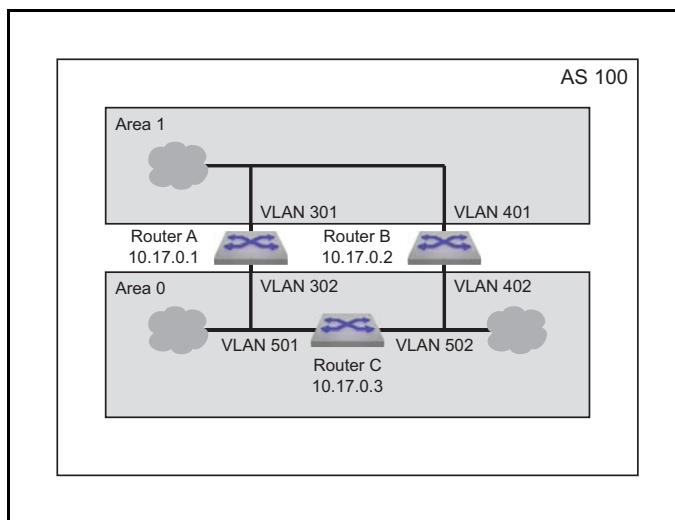 AS 100
Area 1
VLAN 301
VLAN 401
Router A
10.17.0.1
Router B
10.17.0.2
Area 0
VLAN 302
VLAN 402
VLAN 501
VLAN 502
Router C
10.17.0.3